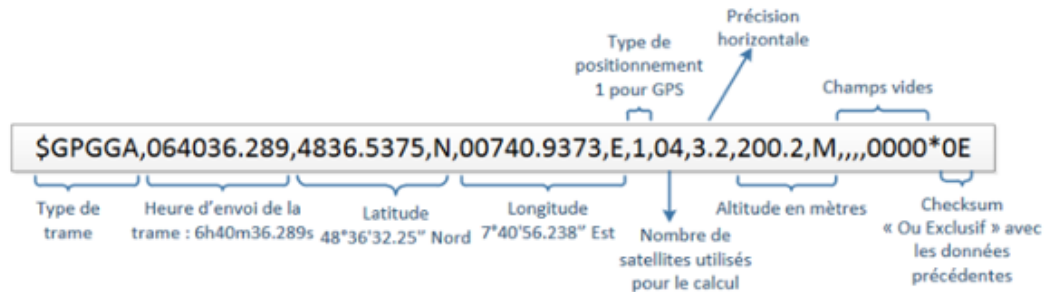 Précision
horizontale
Type de
positionnement
1 pour GPS
Champs vides
$GPGGA,064036.289,4836.5375,N,00740.9373,E,1,04,3.2,200.2,M,,,,0000*0E
Type de
trame
Heure d'envoi de la
trame : 6h40m36.289s
Latitude
48°36'32.25" Nord
Longitude
7°40'56.238" Est
Nombre de
satellites utilisés
pour le calcul
Altitude en mètres
Checksum
« Ou Exclusif » avec
les données
précédentes